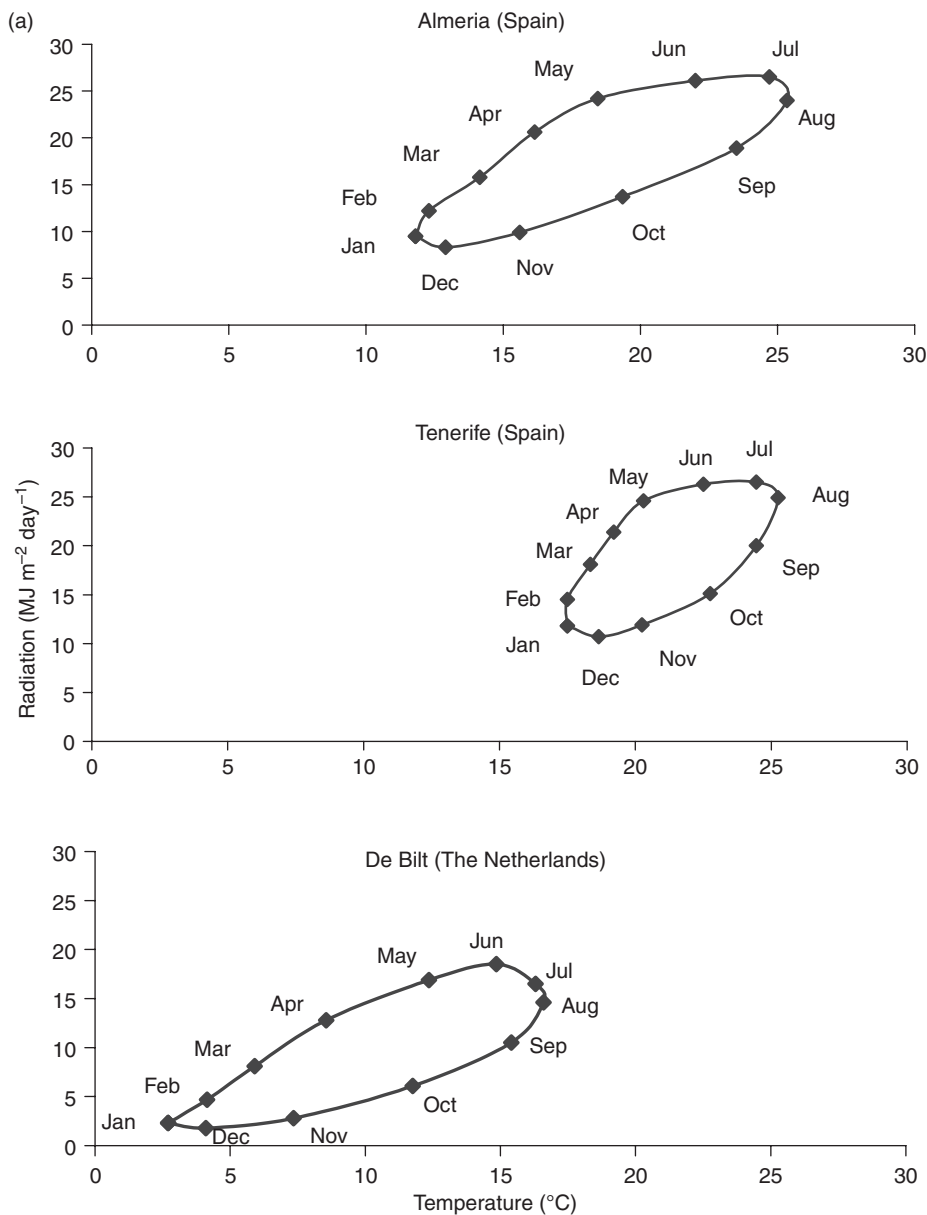 (a)
Almeria (Spain)
30
25
20
15
10
5
0
Jan
Feb
Mar
Apr
May
Jun
Jul
Aug
Sep
Oct
Nov
Dec
0 5 10 15 20 25 30
Tenerife (Spain)
Radiation (MJ m⁻² day⁻¹)
30
25
20
15
10
5
0
Jan
Feb
Mar
Apr
May
Jun
Jul
Aug
Sep
Oct
Nov
Dec
0 5 10 15 20 25 30
De Bilt (The Netherlands)
30
25
20
15
10
5
0
Jan
Feb
Mar
Apr
May
Jun
Jul
Aug
Sep
Oct
Nov
Dec
0 5 10 15 20 25 30
Temperature (°C)